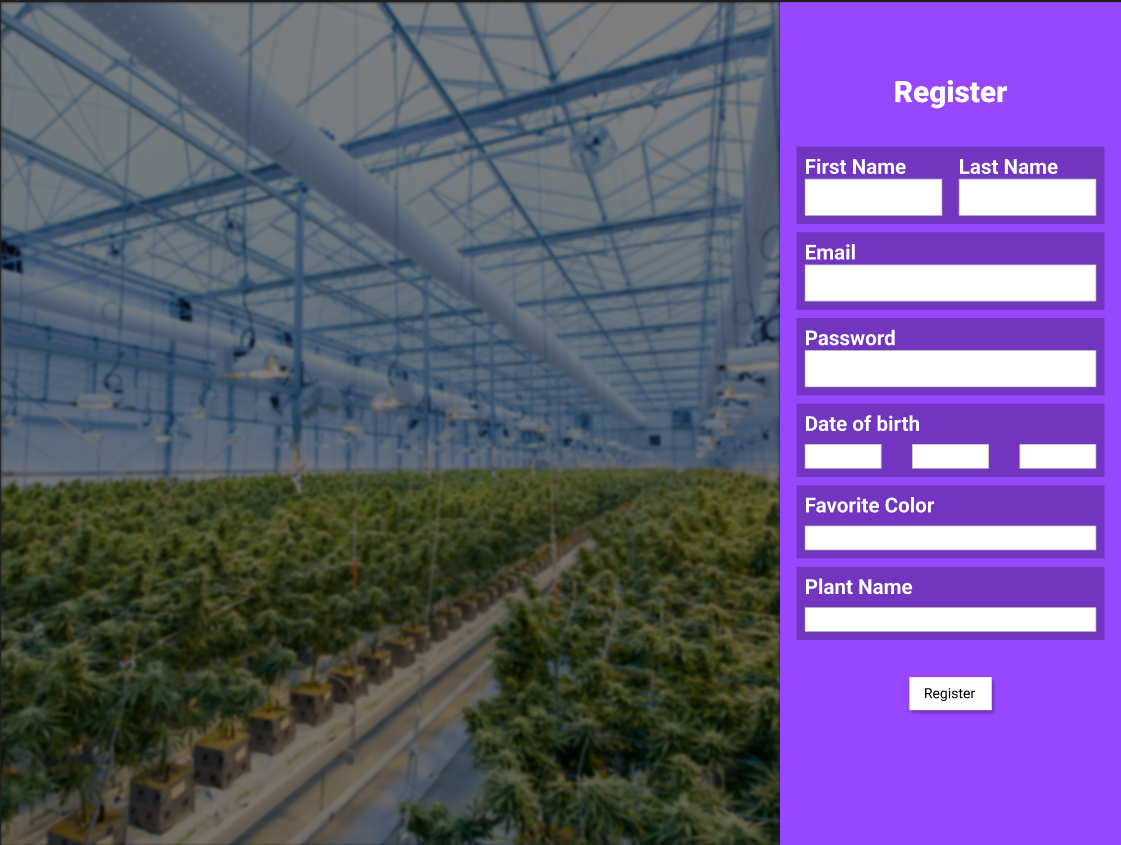 Register
First Name Last Name
Email
Password
Date of birth
Favorite Color
Plant Name
Register